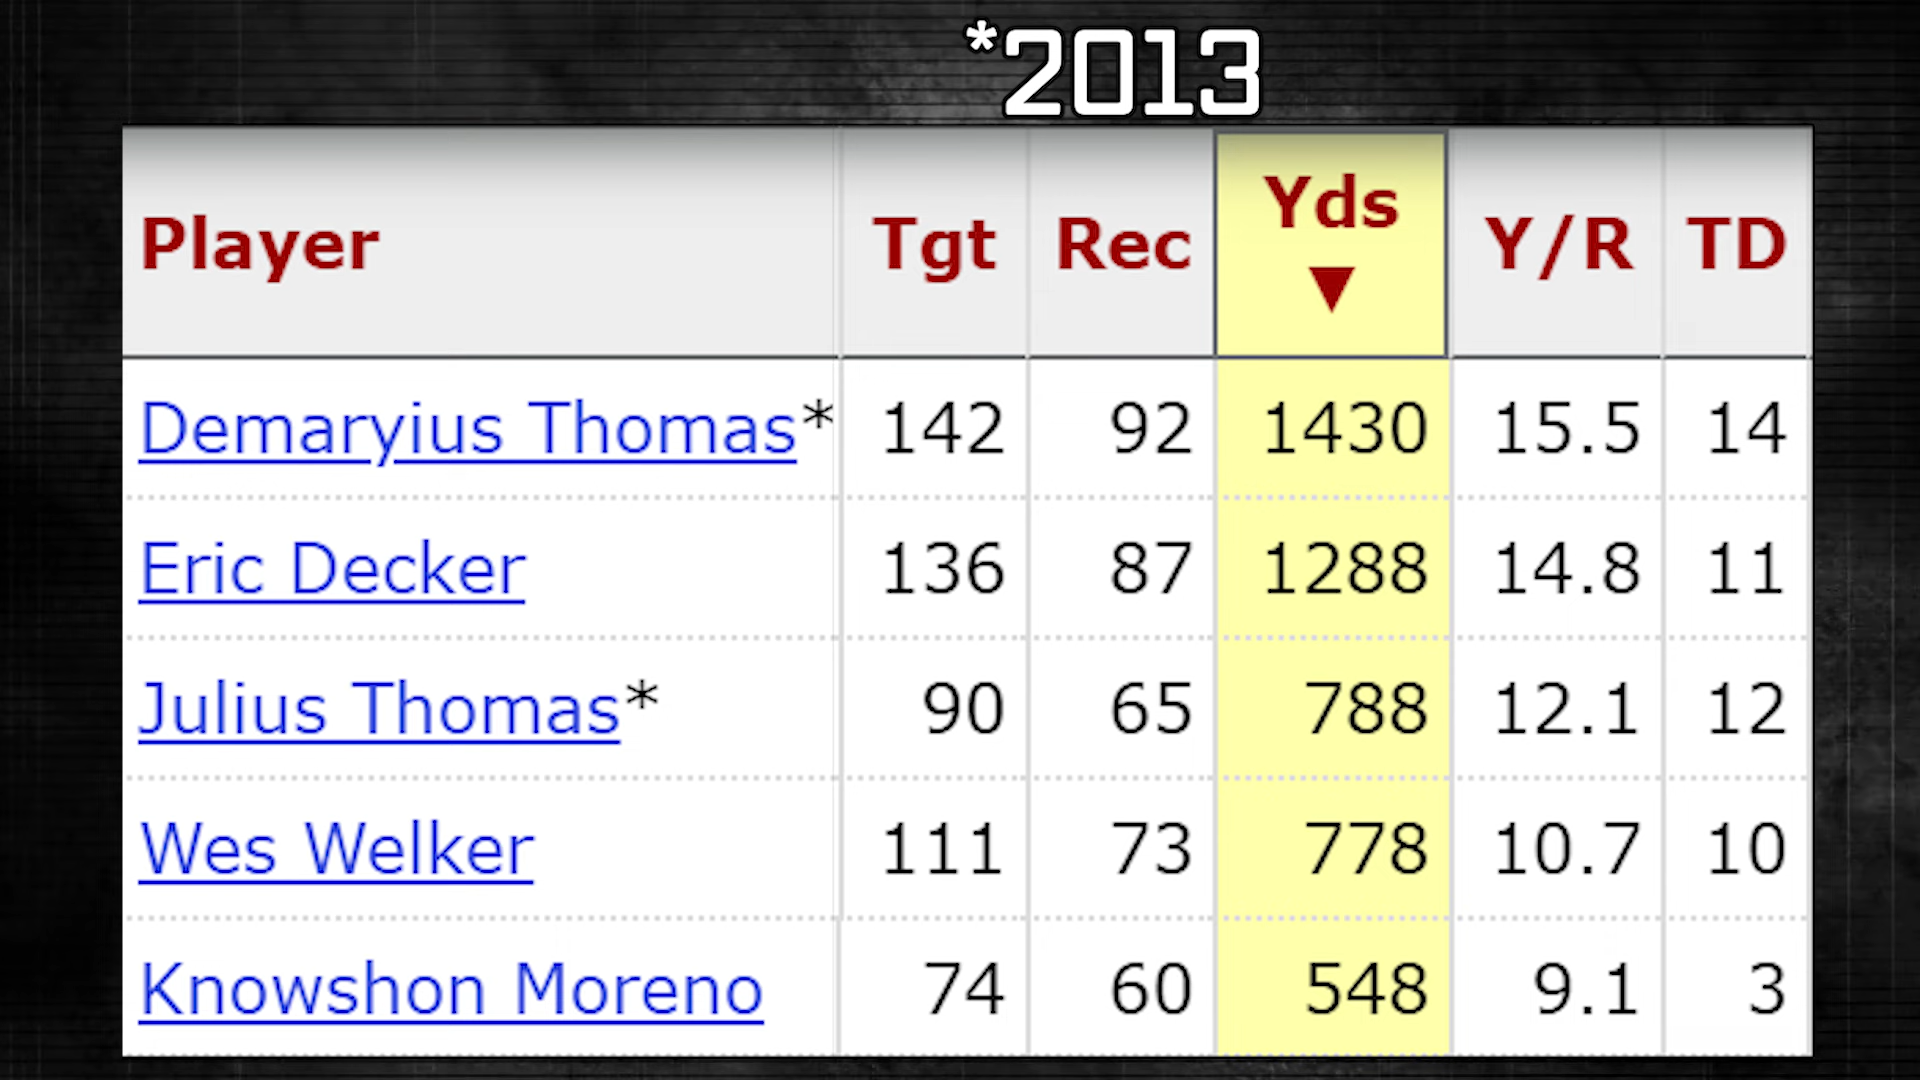 *2013
Player Tgt Rec Yds ▼ Y/R TD
Demaryius Thomas* 142 92 1430 15.5 14
Eric Decker 136 87 1288 14.8 11
Julius Thomas* 90 65 788 12.1 12
Wes Welker 111 73 778 10.7 10
Knowshon Moreno 74 60 548 9.1 3